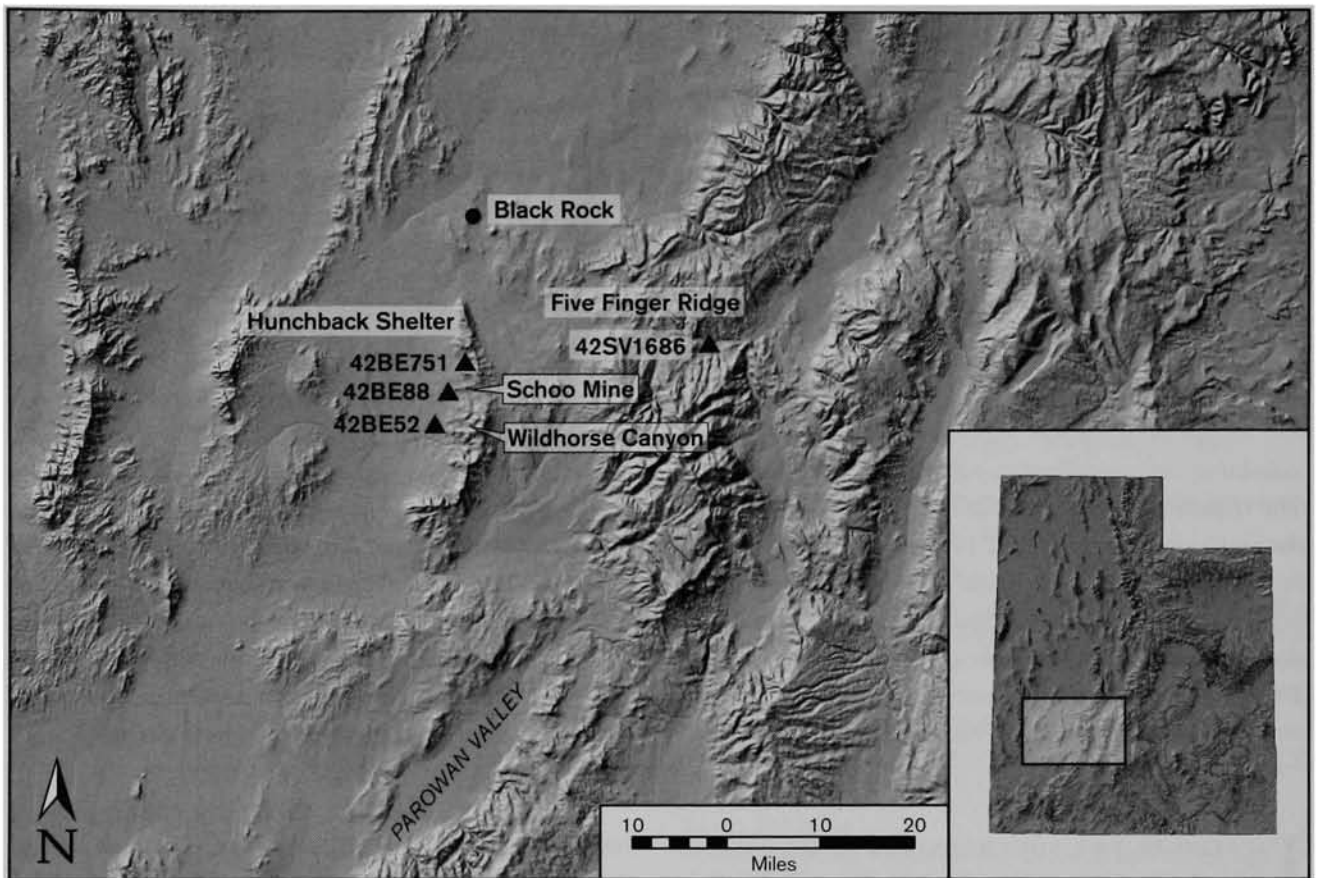 Black Rock
Five Finger Ridge
Hunchback Shelter
42SV1686
42BE751
42BE88
Schoo Mine
42BE52
Wildhorse Canyon
PAROWAN VALLEY
N
10 0 10 20
Miles